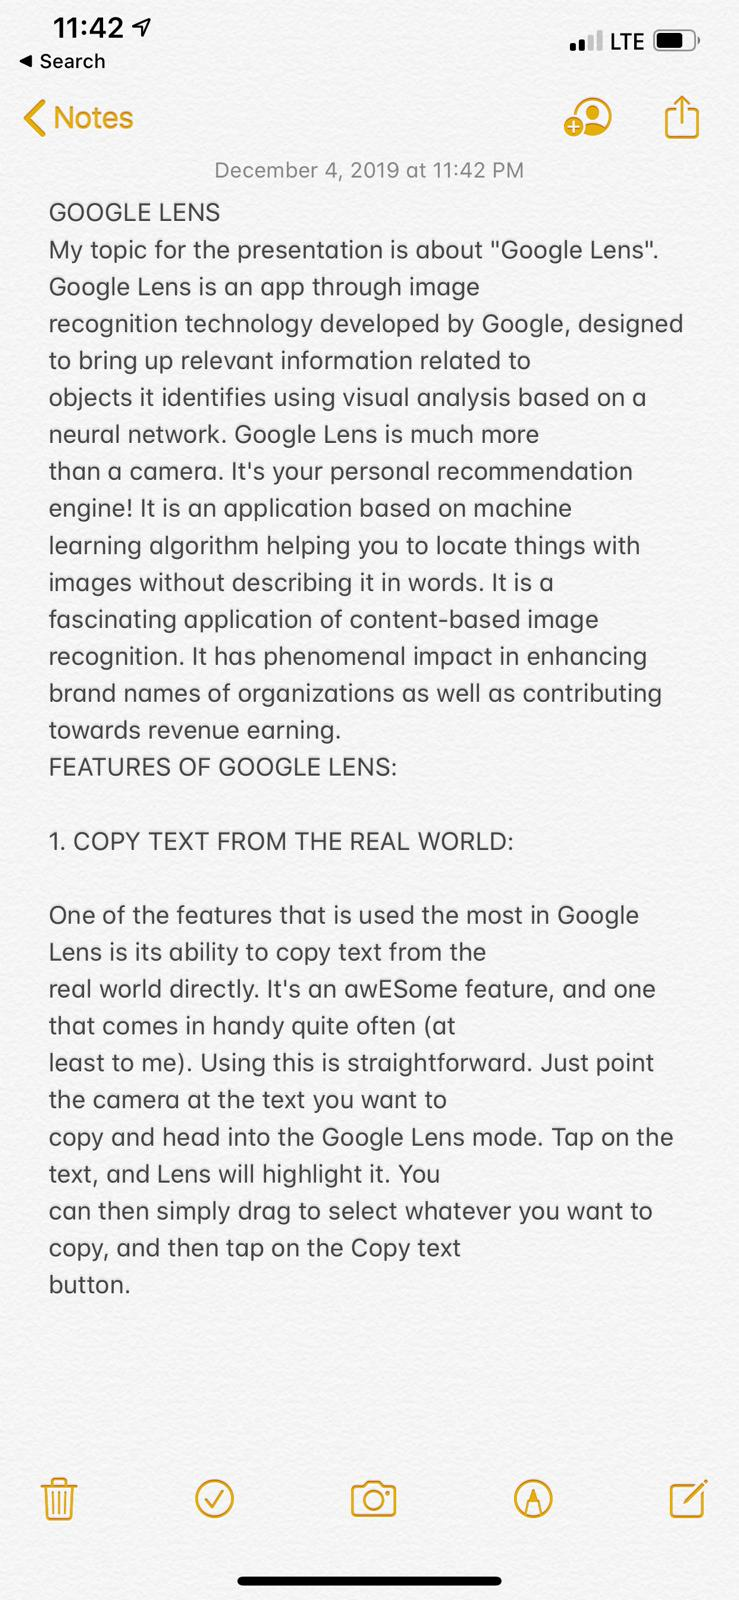 11:42
Search
LTE
Notes
December 4, 2019 at 11:42 PM
GOOGLE LENS
My topic for the presentation is about "Google Lens".
Google Lens is an app through image
recognition technology developed by Google, designed
to bring up relevant information related to
objects it identifies using visual analysis based on a
neural network. Google Lens is much more
than a camera. It's your personal recommendation
engine! It is an application based on machine
learning algorithm helping you to locate things with
images without describing it in words. It is a
fascinating application of content-based image
recognition. It has phenomenal impact in enhancing
brand names of organizations as well as contributing
towards revenue earning.
FEATURES OF GOOGLE LENS:
1. COPY TEXT FROM THE REAL WORLD:
One of the features that is used the most in Google
Lens is its ability to copy text from the
real world directly. It's an awESome feature, and one
that comes in handy quite often (at
least to me). Using this is straightforward. Just point
the camera at the text you want to
copy and head into the Google Lens mode. Tap on the
text, and Lens will highlight it. You
can then simply drag to select whatever you want to
copy, and then tap on the Copy text
button.